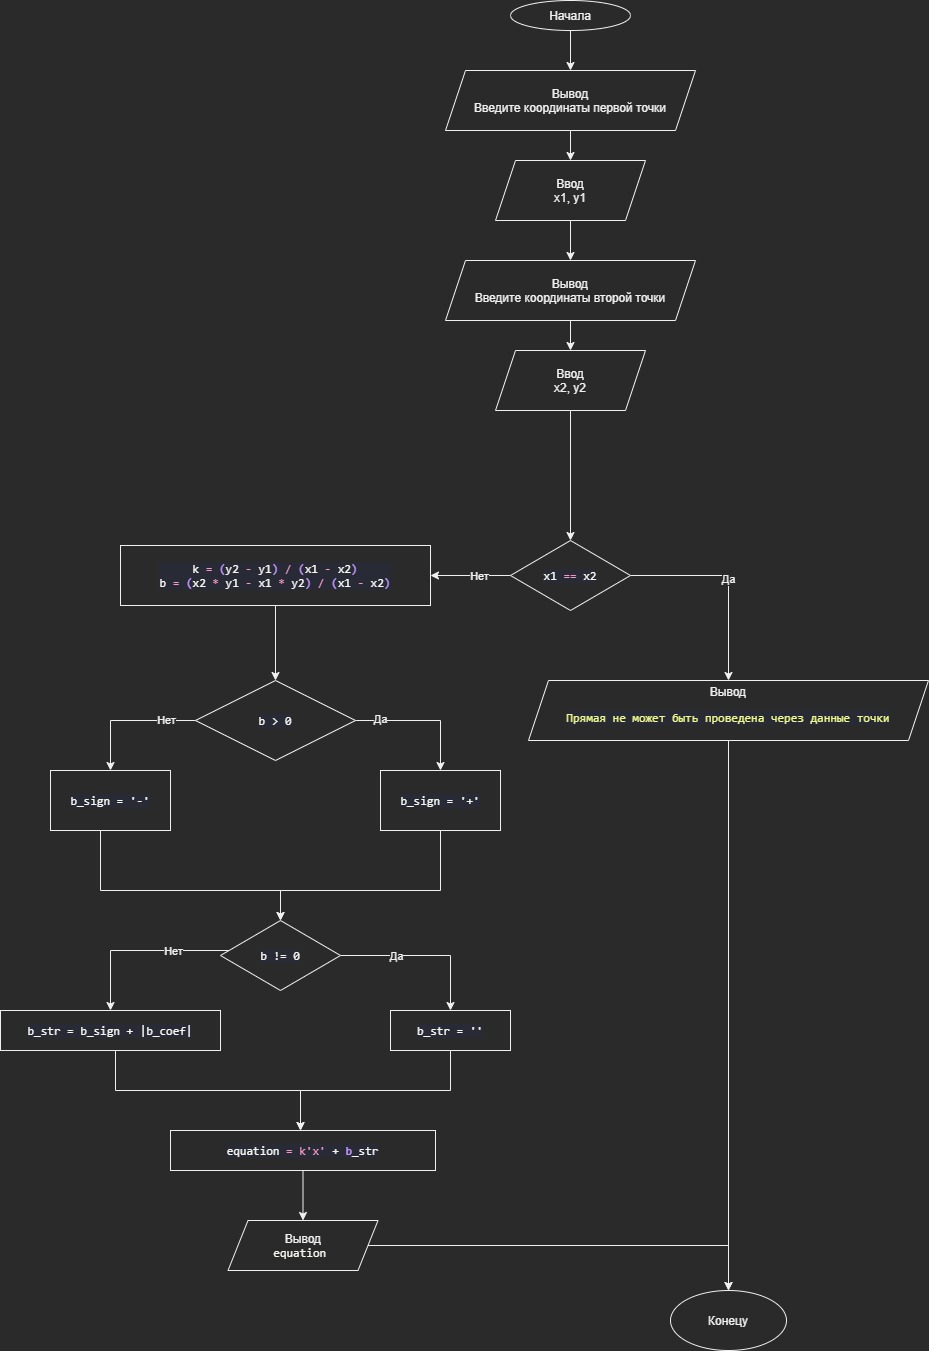 Начала
Вывод
Введите координаты первой точки
Ввод
x1, y1
Вывод
Введите координаты второй точки
Ввод
x2, y2
x1 == x2
Нет
Да
k = (y2 - y1) / (x1 - x2)
b = (x2 * y1 - x1 * y2) / (x1 - x2)
Вывод
Прямая не может быть проведена через данные точки
b > 0
Нет
Да
b_sign = '-'
b_sign = '+'
b != 0
Нет
Да
b_str = b_sign + |b_coef|
b_str = ''
equation = k'x' + b_str
Вывод
equation
Конецу